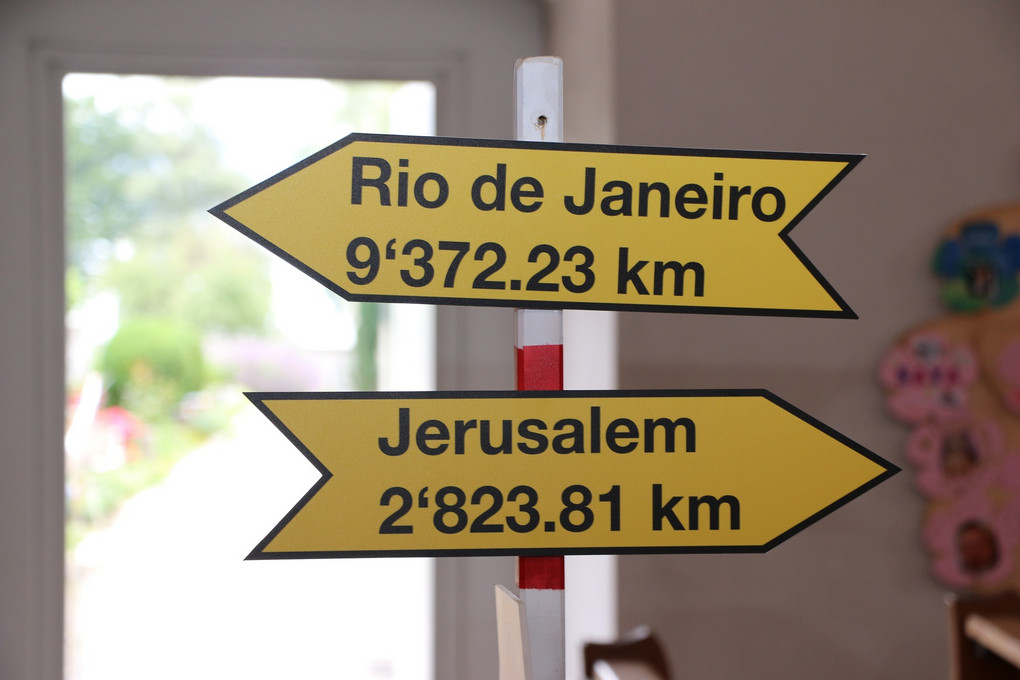 Rio de Janeiro
9‘372.23 km
Jerusalem
2‘823.81 km